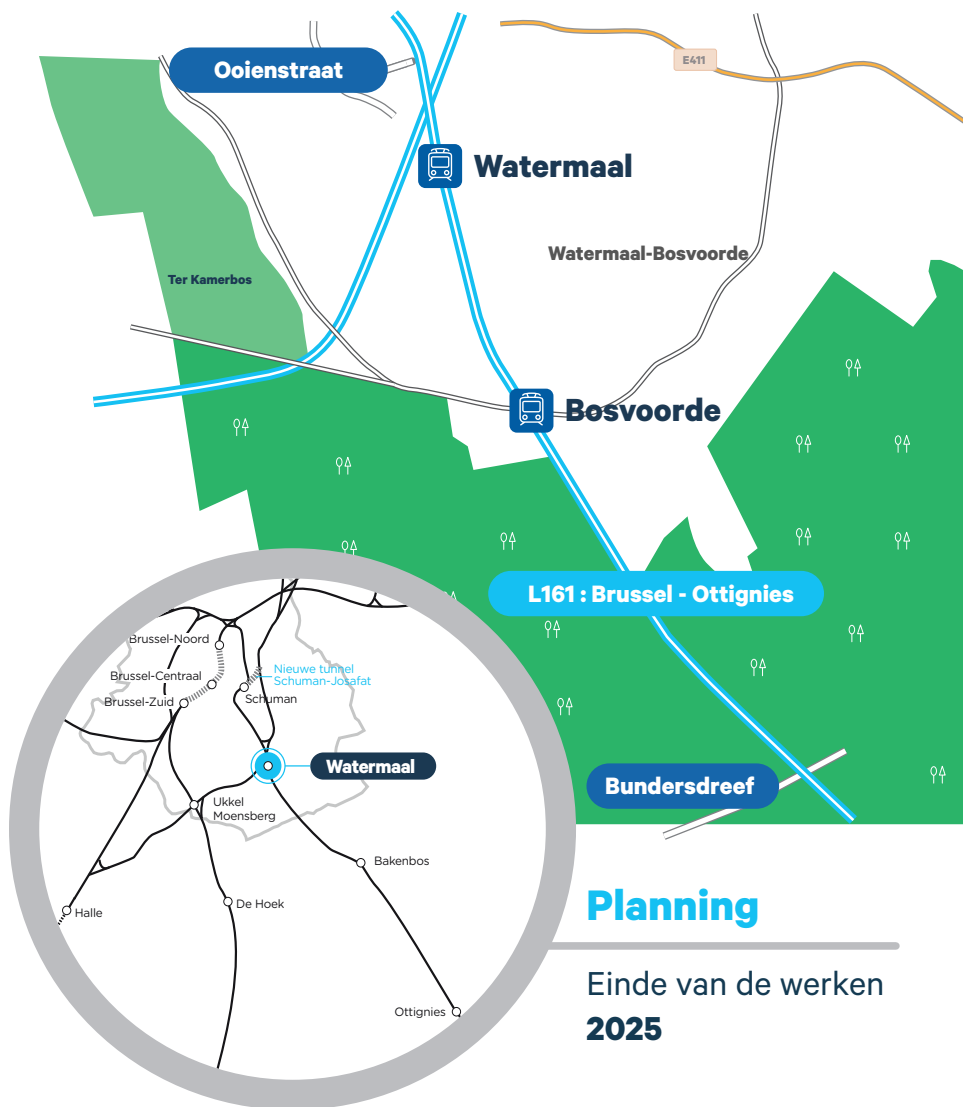 Ooienstraat
E411
Watermaal
Watermaal-Bosvoorde
Ter Kamerbos
Bosvoorde
L161 : Brussel - Ottignies
Brussel-Noord
Nieuwe tunnel
Schuman-Josafat
Brussel-Centraal
Brussel-Zuid
Schuman
Watermaal
Bundersdreef
Ukkel
Moensberg
Bakenbos
De Hoek
Halle
Ottignies
Planning
Einde van de werken
2025